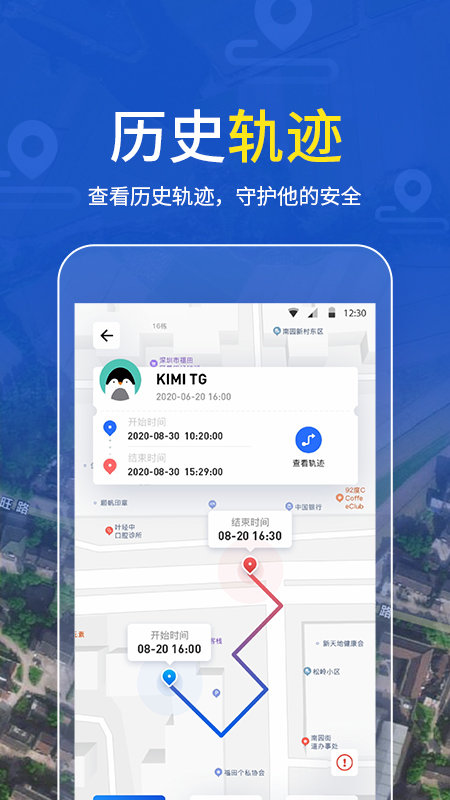 历史轨迹
查看历史轨迹，守护他的安全
12:30
16栋
南园新村东区
深圳市福田
KIMI TG
2020-06-20 16:00
开始时间
2020-08-30 10:20:00
结束时间
2020-08-30 15:29:00
查看轨迹
92度C
Coffe
eClub
顺帆印章
中国银行
旺路
叶经中
口腔诊所
结束时间
08-20 16:30
路
开始时间
08-20 16:00
客栈
新天地健康会
松岭小区
P
南园街
道办事处
福田个私协会